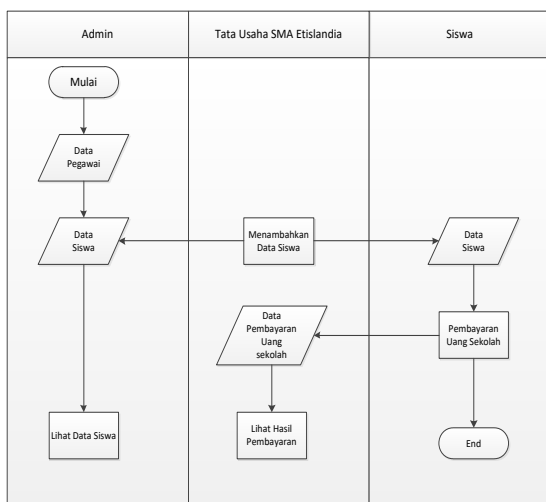 Admin
Tata Usaha SMA Etislandia
Siswa
Mulai
Data
Pegawai
Data
Siswa
Menambahkan
Data Siswa
Data
Siswa
Data
Pembayaran
Uang
sekolah
Pembayaran
Uang Sekolah
Lihat Data Siswa
Lihat Hasil
Pembayaran
End